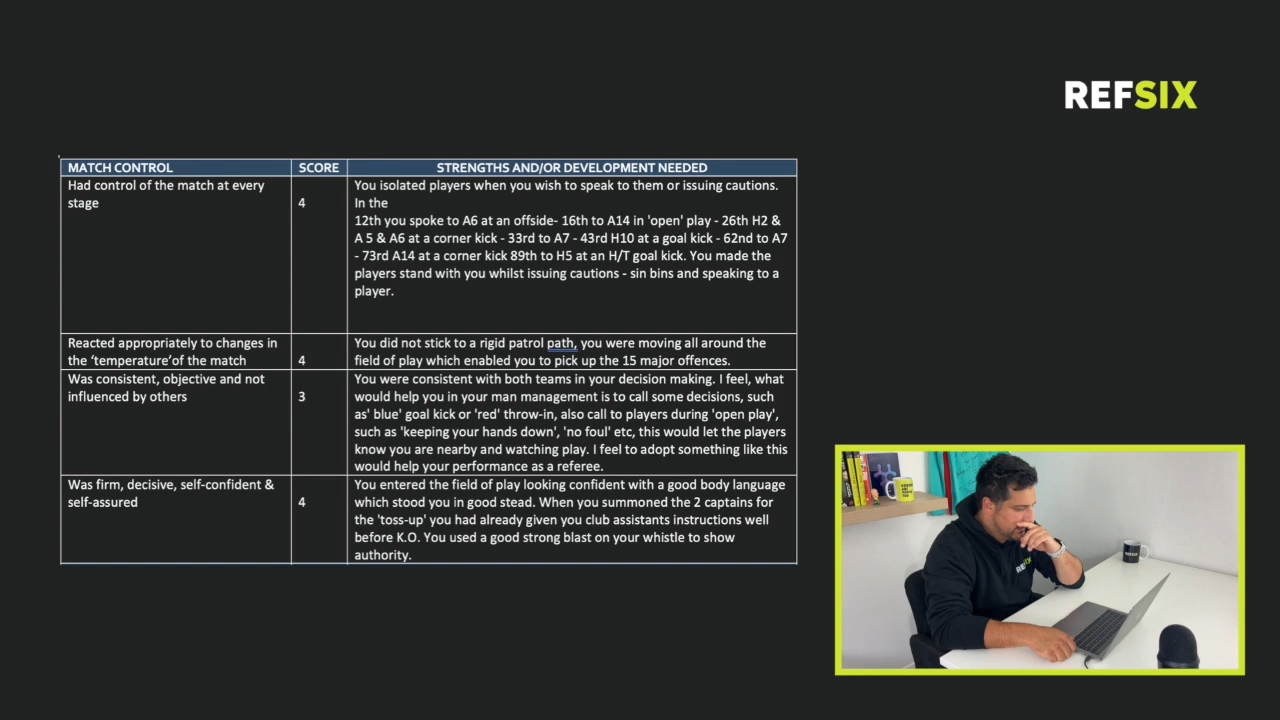 REFSIX
MATCH CONTROL
SCORE
STRENGTHS AND/OR DEVELOPMENT NEEDED
Had control of the match at every
stage
4
You isolated players when you wish to speak to them or issuing cautions.
In the
12th you spoke to A6 at an offside- 16th to A14 in 'open' play - 26th H2 &
A 5 & A6 at a corner kick - 33rd to A7 - 43rd H10 at a goal kick - 62nd to A7
- 73rd A14 at a corner kick 89th to H5 at an H/T goal kick. You made the
players stand with you whilst issuing cautions - sin bins and speaking to a
player.
Reacted appropriately to changes in
the ‘temperature’of the match
4
You did not stick to a rigid patrol path, you were moving all around the
field of play which enabled you to pick up the 15 major offences.
Was consistent, objective and not
influenced by others
3
You were consistent with both teams in your decision making. I feel, what
would help you in your man management is to call some decisions, such
as' blue' goal kick or 'red' throw-in, also call to players during 'open play',
such as 'keeping your hands down', 'no foul' etc, this would let the players
know you are nearby and watching play. I feel to adopt something like this
would help your performance as a referee.
Was firm, decisive, self-confident &
self-assured
4
You entered the field of play looking confident with a good body language
which stood you in good stead. When you summoned the 2 captains for
the 'toss-up' you had already given you club assistants instructions well
before K.O. You used a good strong blast on your whistle to show
authority.
REFSIX
REFSIX